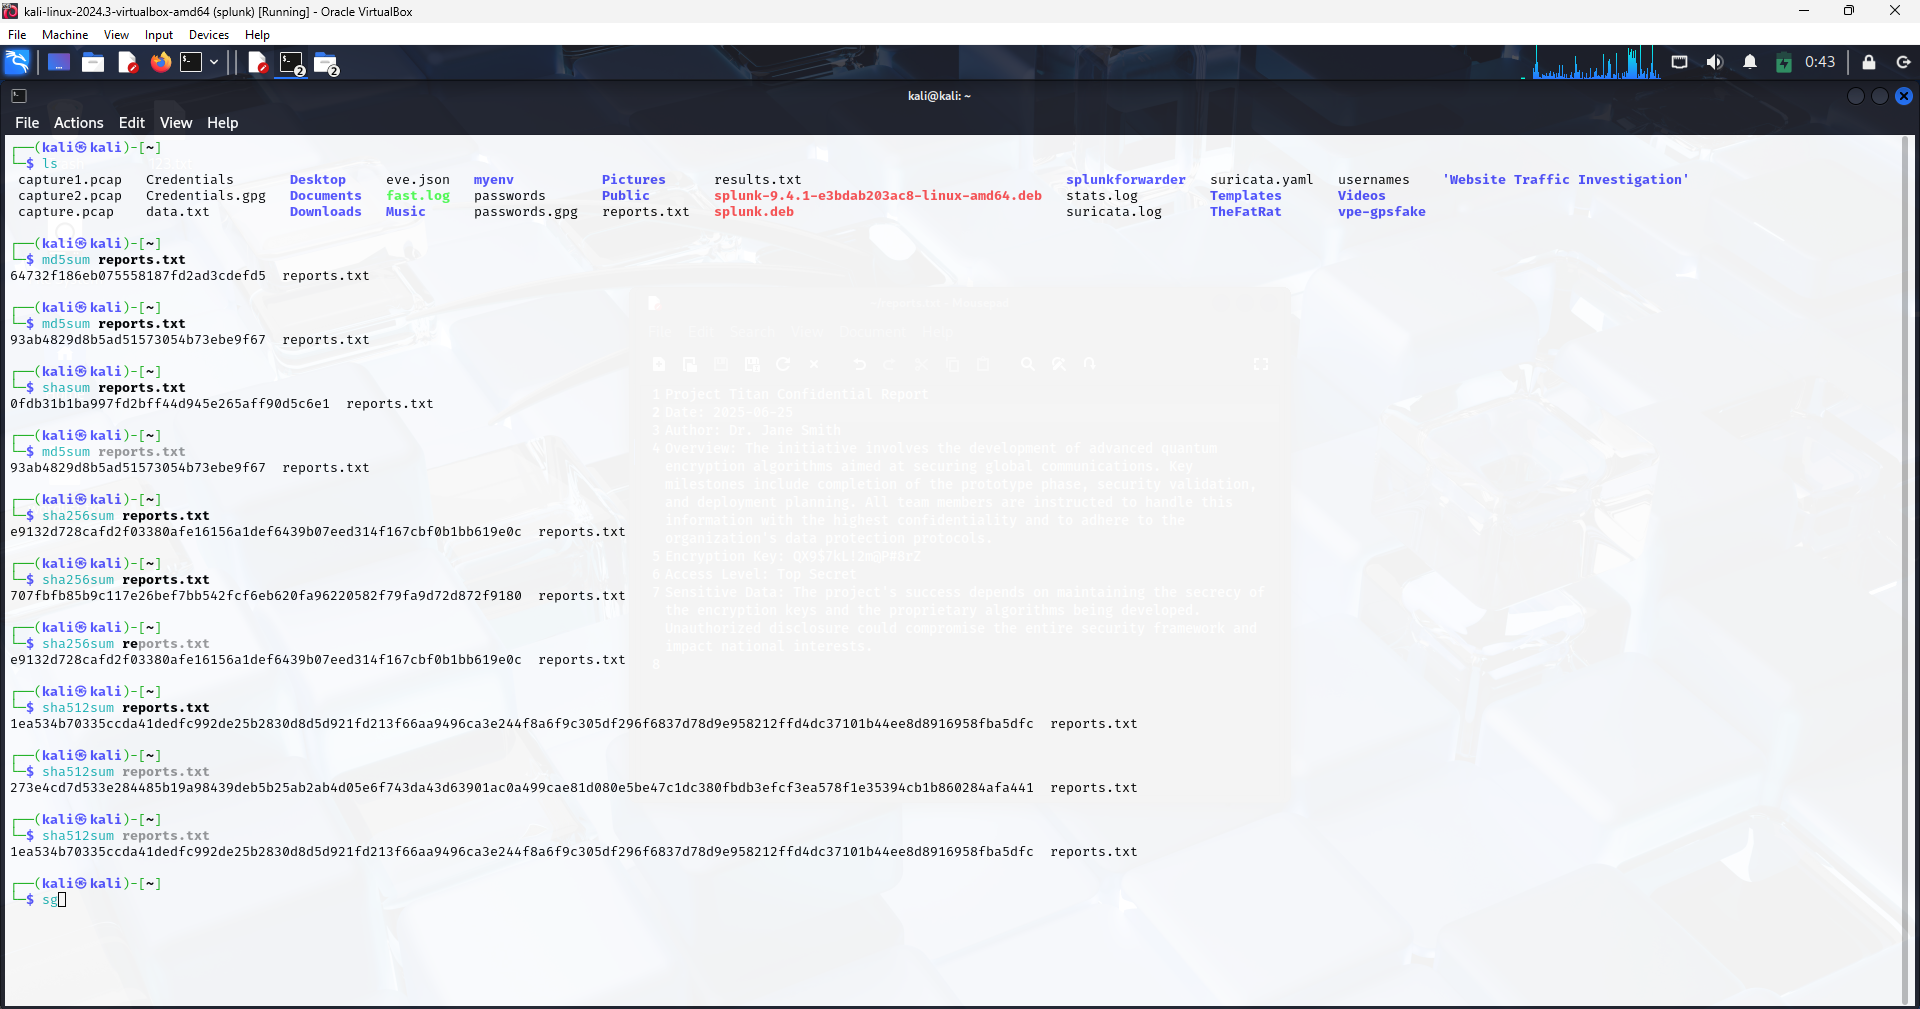 kali-linux-2024.3-virtualbox-amd64 (splunk) [Running] - Oracle VirtualBox
File Machine View Input Devices Help
2 2 0:43
kali@kali: ~
File Actions Edit View Help
┌──(kali㉿kali)-[~]
└─$ ls
capture1.pcap Credentials Desktop eve.json myenv Pictures results.txt splunkforwarder suricata.yaml usernames 'Website Traffic Investigation'
capture2.pcap Credentials.gpg Documents fast.log passwords Public splunk-9.4.1-e3bdab203ac8-linux-amd64.deb stats.log Templates Videos
capture.pcap data.txt Downloads Music passwords.gpg reports.txt splunk.deb suricata.log TheFatRat vpe-gpsfake
┌──(kali㉿kali)-[~]
└─$ md5sum reports.txt
64732f186eb075558187fd2ad3cdefd5 reports.txt
┌──(kali㉿kali)-[~]
└─$ md5sum reports.txt
93ab4829d8b5ad51573054b73ebe9f67 reports.txt
┌──(kali㉿kali)-[~]
└─$ shasum reports.txt
0fdb31b1ba997fd2bff44d945e265aff90d5c6e1 reports.txt
┌──(kali㉿kali)-[~]
└─$ md5sum reports.txt
93ab4829d8b5ad51573054b73ebe9f67 reports.txt
┌──(kali㉿kali)-[~]
└─$ sha256sum reports.txt
e9132d728cafd2f03380afe16156a1def6439b07eed314f167cbf0b1bb619e0c reports.txt
┌──(kali㉿kali)-[~]
└─$ sha256sum reports.txt
707fbfb85b9c117e26bef7bb542fcf6eb620fa96220582f79fa9d72d872f9180 reports.txt
┌──(kali㉿kali)-[~]
└─$ sha256sum reports.txt
e9132d728cafd2f03380afe16156a1def6439b07eed314f167cbf0b1bb619e0c reports.txt
┌──(kali㉿kali)-[~]
└─$ sha512sum reports.txt
1ea534b70335ccda41dedfc992de25b2830d8d5d921fd213f66aa9496ca3e244f8a6f9c305df296f6837d78d9e958212ffd4dc37101b44ee8d8916958fba5dfc reports.txt
┌──(kali㉿kali)-[~]
└─$ sha512sum reports.txt
273e4cd7d533e284485b19a98439deb5b25ab2ab4d05e6f743da43d63901ac0a499cae81d080e5be47c1dc380fbdb3efcf3ea578f1e35394cb1b860284afa441 reports.txt
┌──(kali㉿kali)-[~]
└─$ sha512sum reports.txt
1ea534b70335ccda41dedfc992de25b2830d8d5d921fd213f66aa9496ca3e244f8a6f9c305df296f6837d78d9e958212ffd4dc37101b44ee8d8916958fba5dfc reports.txt
┌──(kali㉿kali)-[~]
└─$ sg
File Edit Search View Document Help
1 Project Titan Confidential Report
2 Date: 2025-06-25
3 Author: Dr. Jane Smith
4 Overview: The initiative involves the development of advanced quantum
encryption algorithms aimed at securing global communications. Key
milestones include completion of the prototype phase, security validation,
and deployment planning. All team members are instructed to handle this
information with the highest confidentiality and to adhere to the
organization's data protection protocols.
5 Encryption Key:
6 Access Level: Top Secret
7 Sensitive Data: The project's success depends on maintaining the secrecy of
the encryption keys and the proprietary algorithms being developed.
Unauthorized disclosure could compromise the entire security framework and
impact national interests.
8